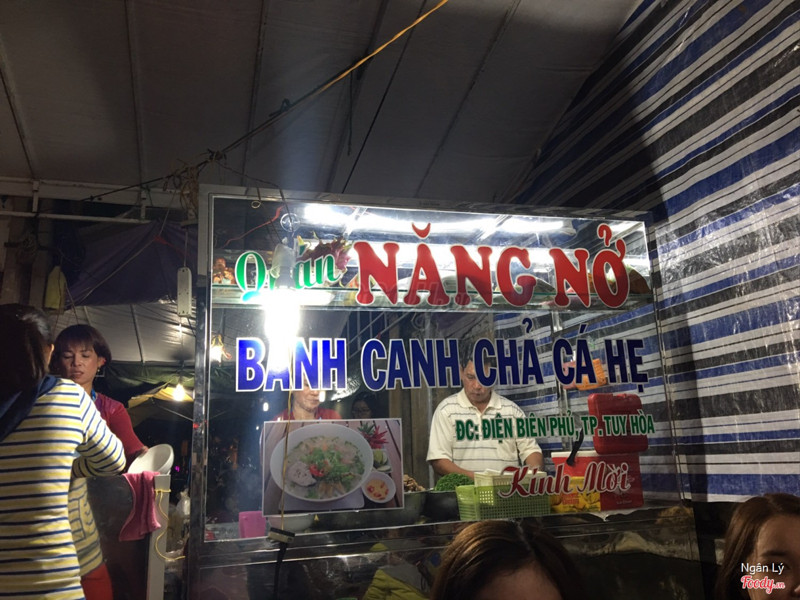 Quán NĂNG NỞ
BÁNH CANH CHẢ CÁ HẸ
ĐC: ĐIỆN BIÊN PHỦ, TP. TUY HÒA
Kính Mời
Ngân Lý
Foody.vn